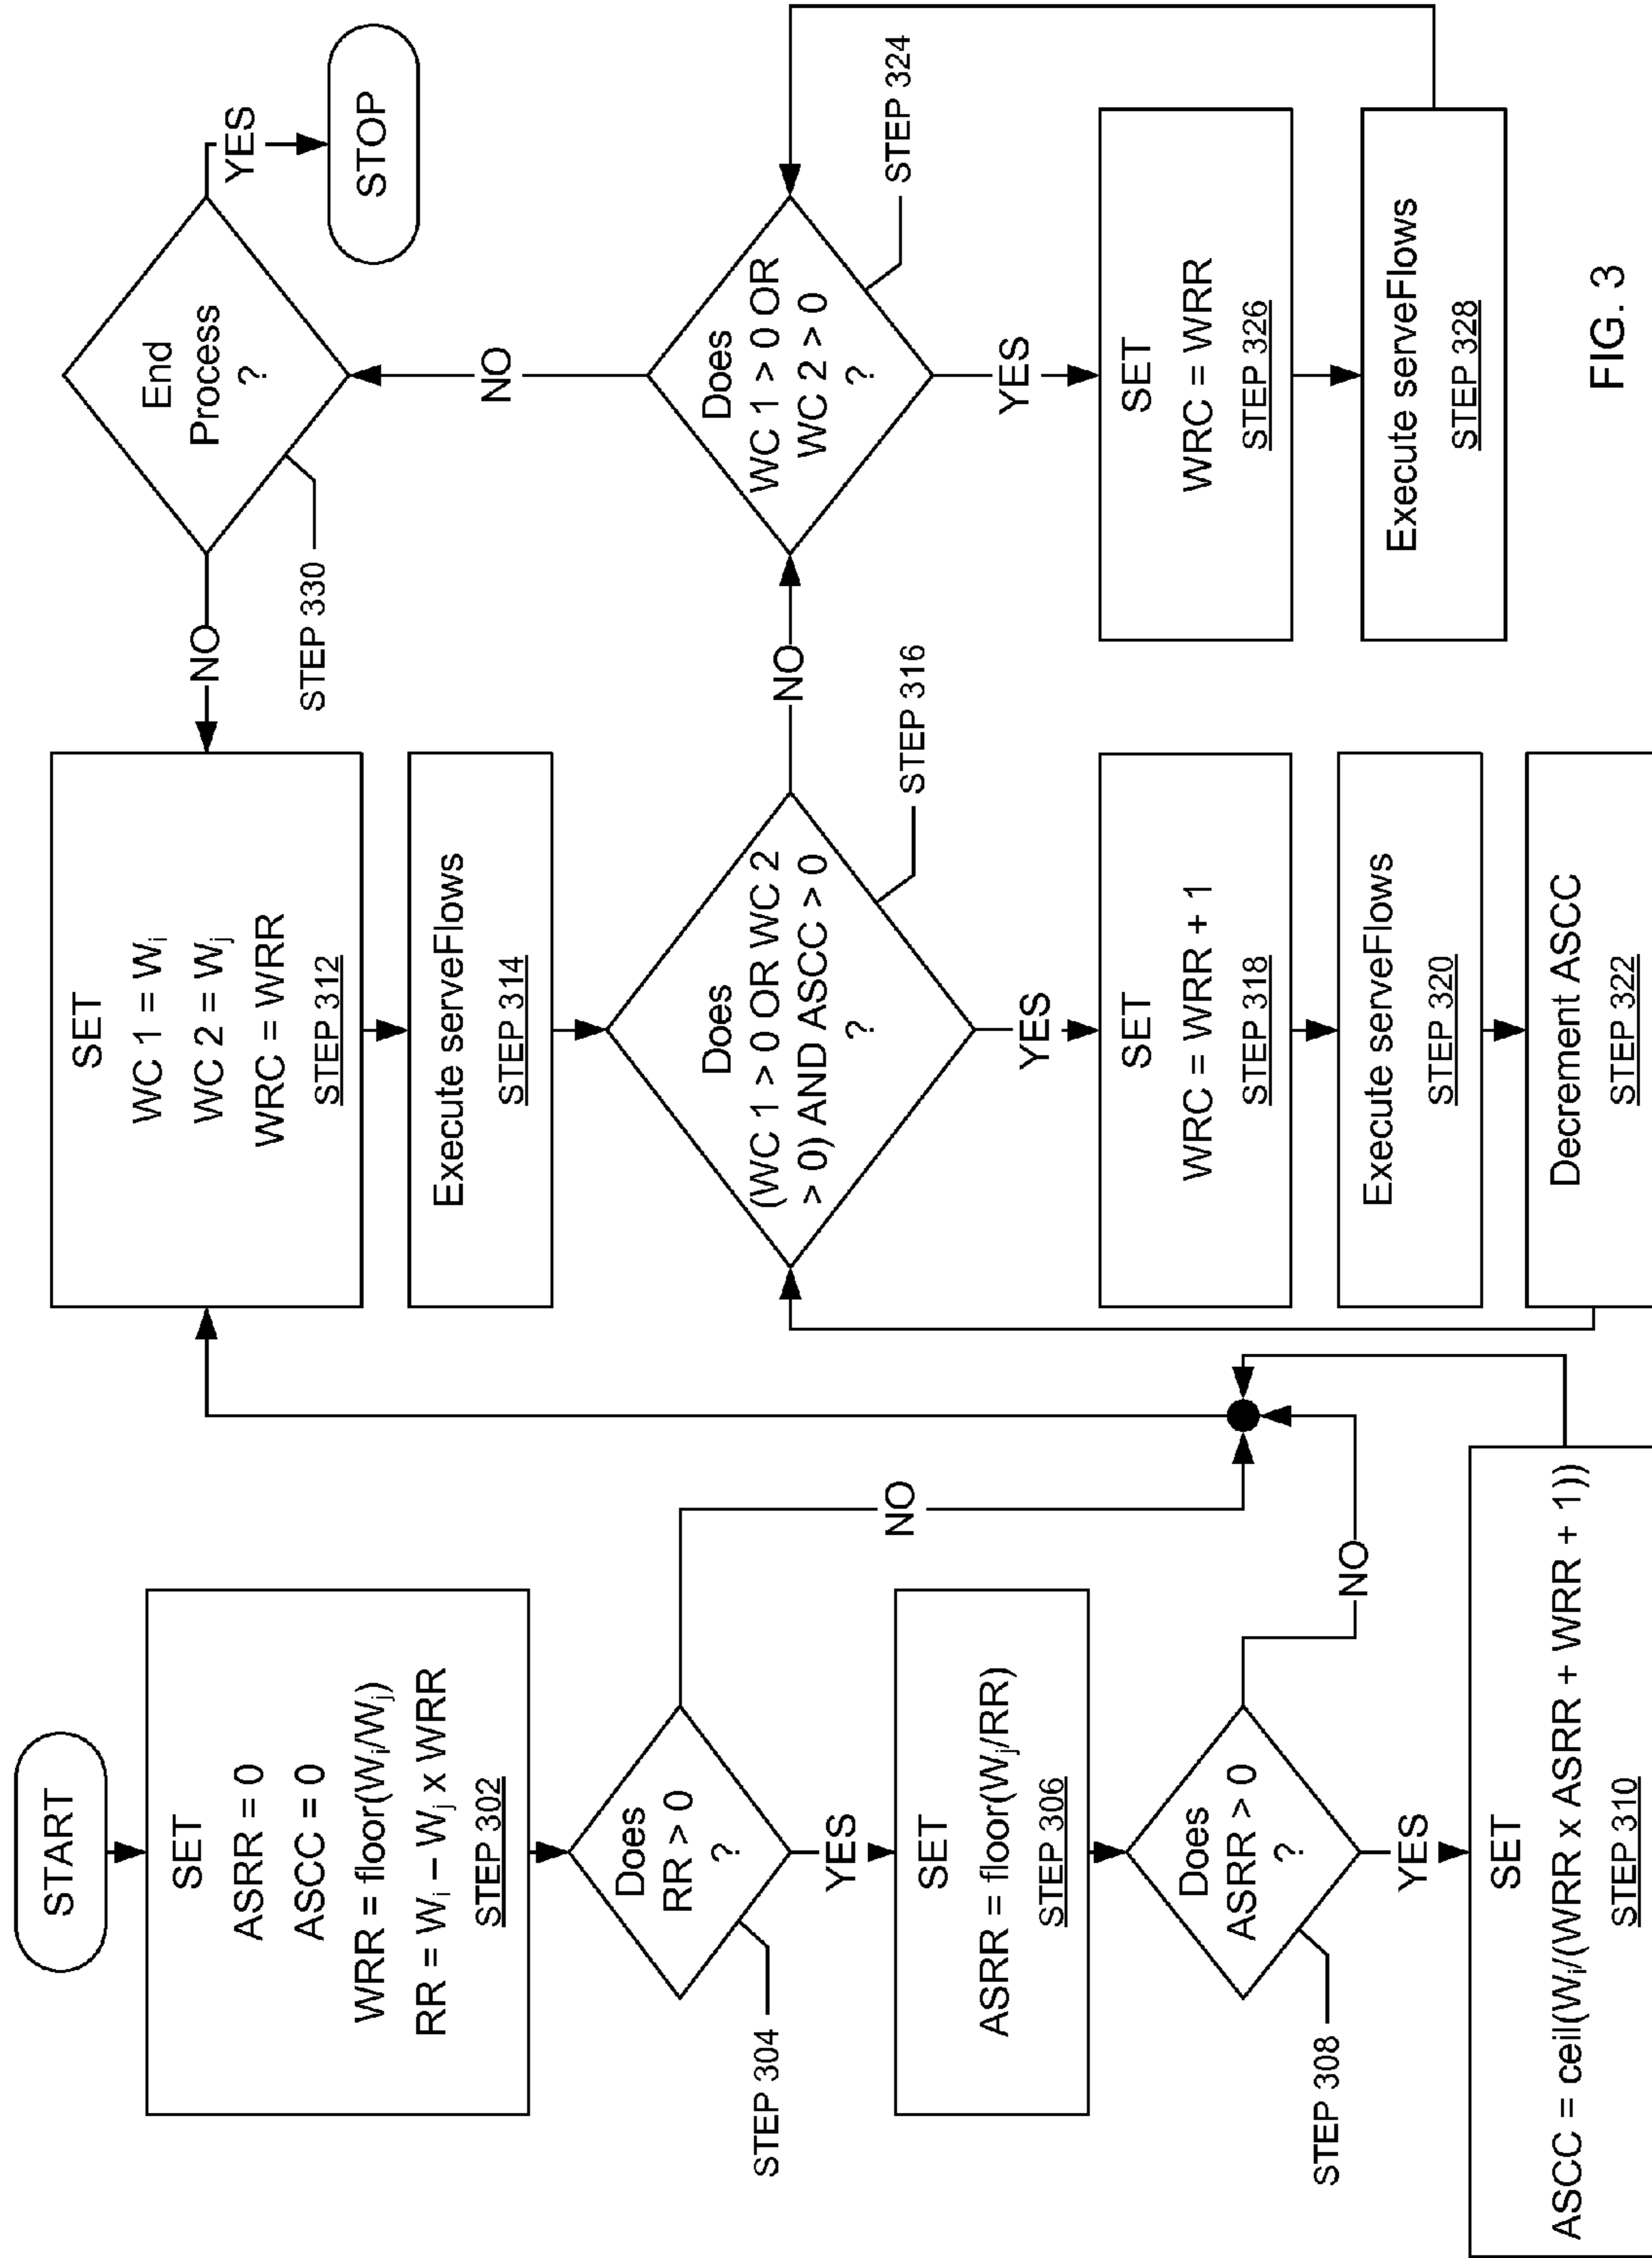 START
SET
ASRR = 0
ASCC = 0
WRR = floor(Wᵢ/Wⱼ)
RR = Wᵢ – Wⱼ x WRR
STEP 302
Does
RR > 0
?
STEP 304
NO
YES
SET
ASRR = floor(Wⱼ/RR)
STEP 306
Does
ASRR > 0
?
STEP 308
NO
YES
SET
ASCC = ceil(Wᵢ/(WRR x ASRR + WRR + 1))
STEP 310
SET
WC 1 = Wᵢ
WC 2 = Wⱼ
WRC = WRR
STEP 312
Execute serveFlows
STEP 314
Does
(WC 1 > 0 OR WC 2
> 0) AND ASCC > 0
?
STEP 316
NO
YES
SET
WRC = WRR + 1
STEP 318
Execute serveFlows
STEP 320
Decrement ASCC
STEP 322
End
Process
?
STEP 330
NO
YES
STOP
NO
Does
WC 1 > 0 OR
WC 2 > 0
?
STEP 324
YES
SET
WRC = WRR
STEP 326
Execute serveFlows
STEP 328
FIG. 3